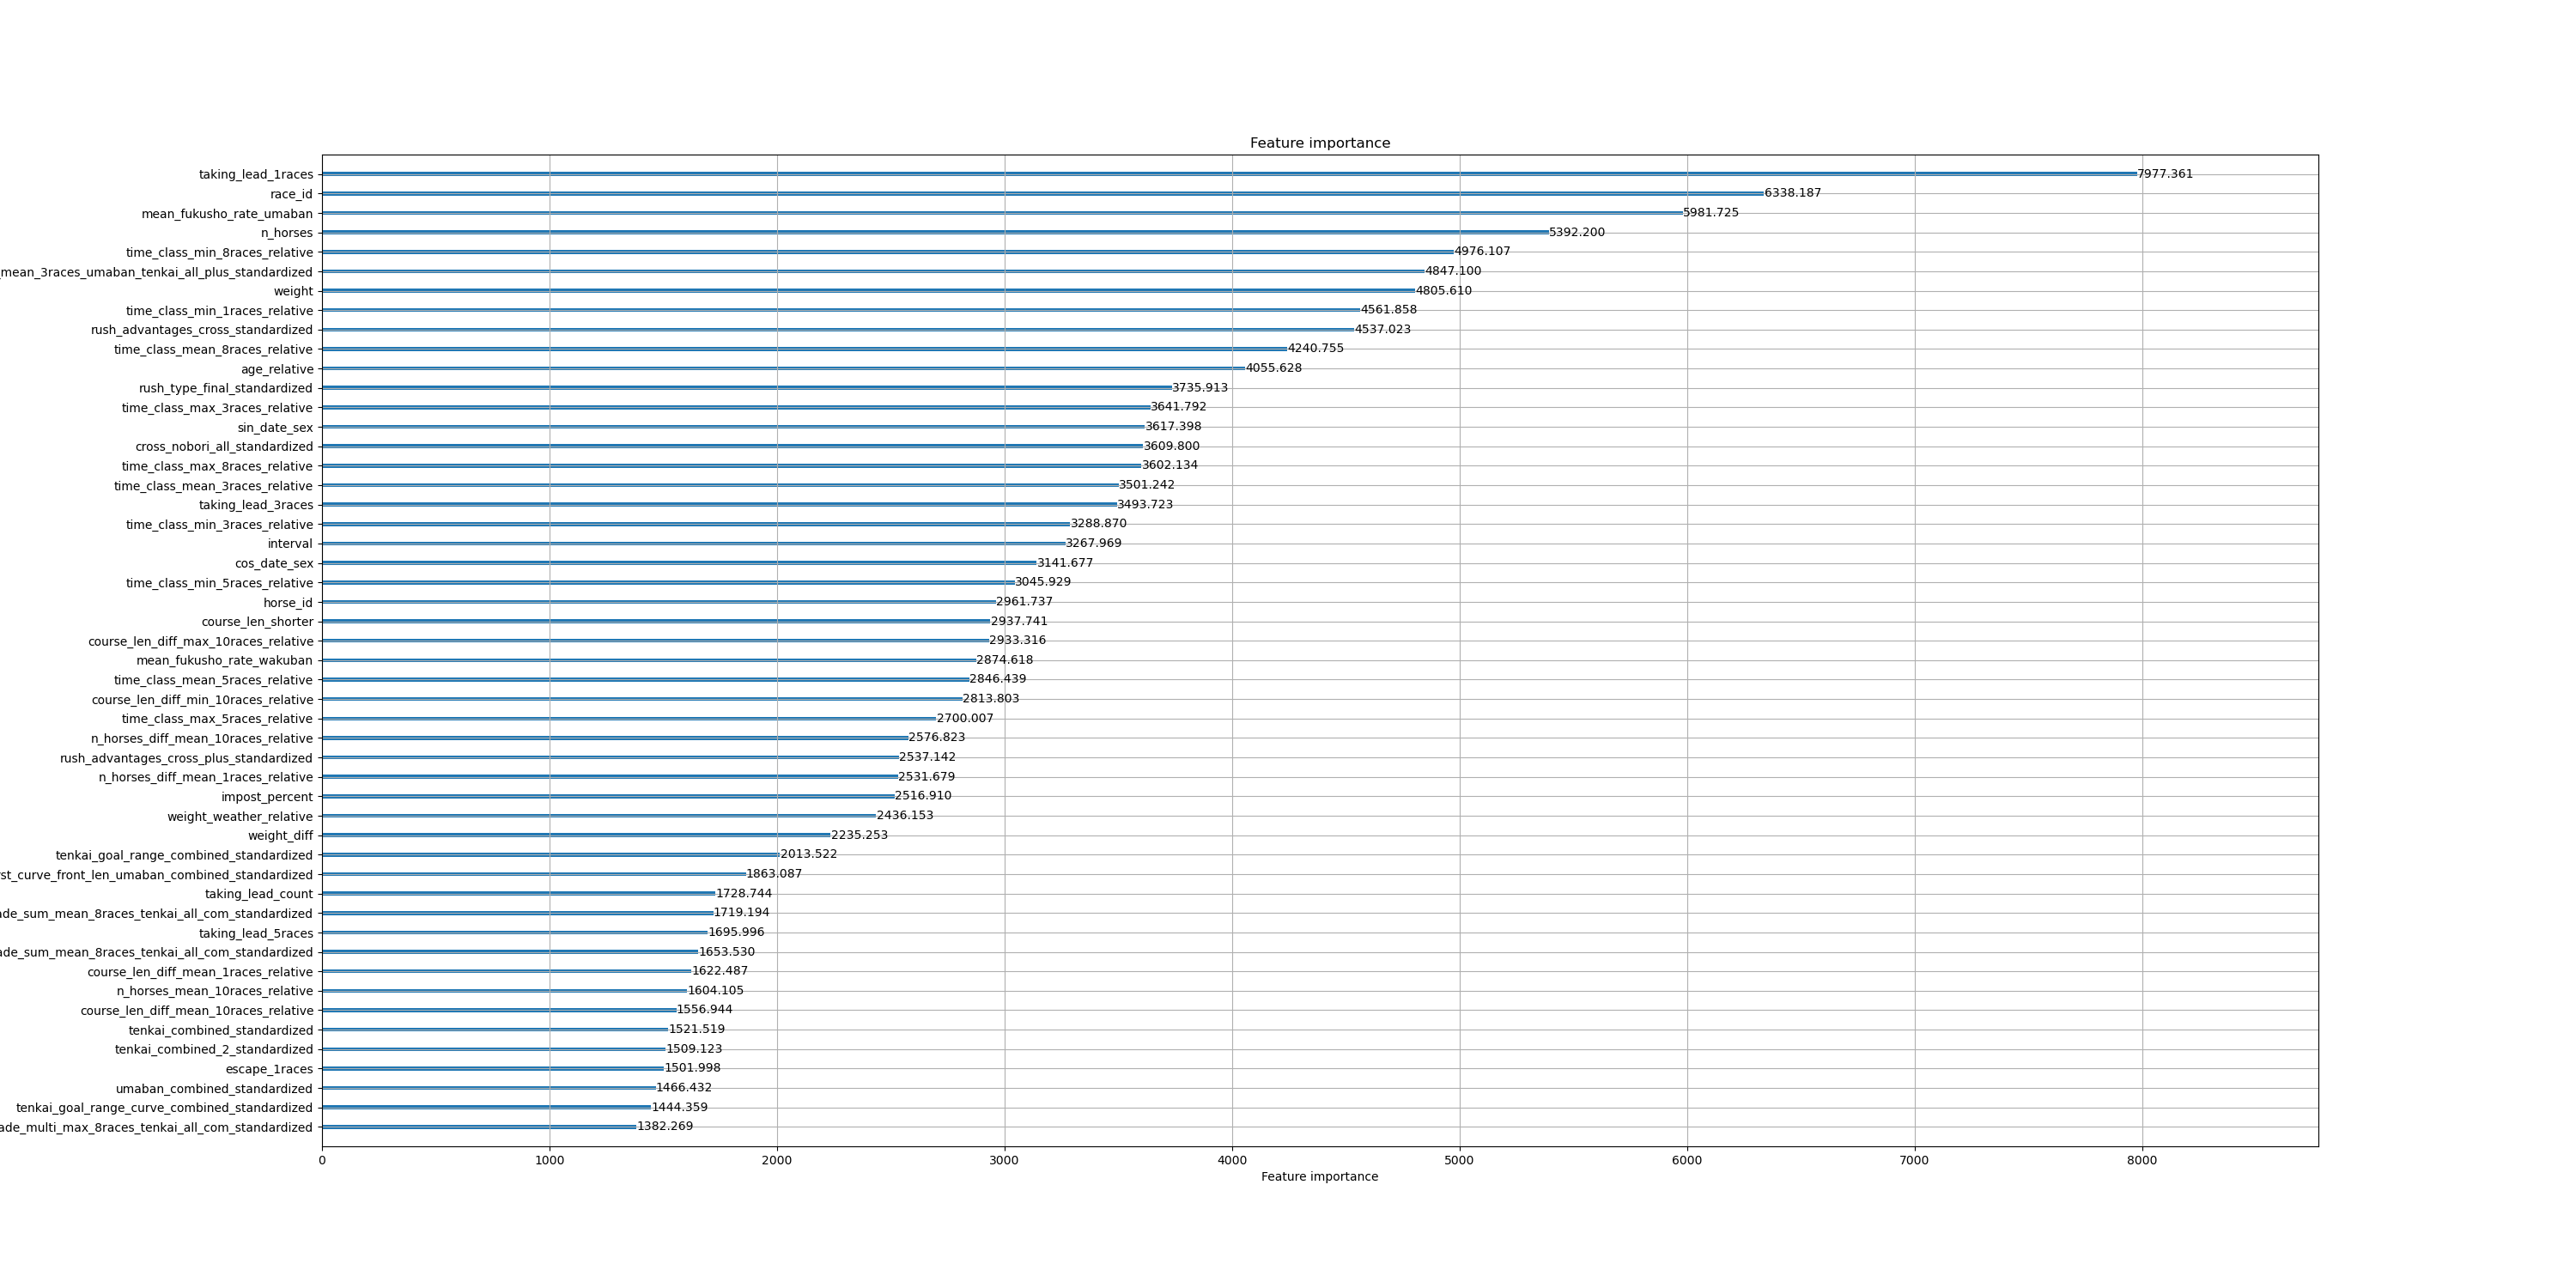 Feature importance
taking_lead_1races 7977.361
race_id 6338.187
mean_fukusho_rate_umaban 5981.725
n_horses 5392.200
time_class_min_8races_relative 4976.107
_mean_3races_umaban_tenkai_all_plus_standardized 4847.100
weight 4805.610
time_class_min_1races_relative 4561.858
rush_advantages_cross_standardized 4537.023
time_class_mean_8races_relative 4240.755
age_relative 4055.628
rush_type_final_standardized 3735.913
time_class_max_3races_relative 3641.792
sin_date_sex 3617.398
cross_nobori_all_standardized 3609.800
time_class_max_8races_relative 3602.134
time_class_mean_3races_relative 3501.242
taking_lead_3races 3493.723
time_class_min_3races_relative 3288.870
interval 3267.969
cos_date_sex 3141.677
time_class_min_5races_relative 3045.929
horse_id 2961.737
course_len_shorter 2937.741
course_len_diff_max_10races_relative 2933.316
mean_fukusho_rate_wakuban 2874.618
time_class_mean_5races_relative 2846.439
course_len_diff_min_10races_relative 2813.803
time_class_max_5races_relative 2700.007
n_horses_diff_mean_10races_relative 2576.823
rush_advantages_cross_plus_standardized 2537.142
n_horses_diff_mean_1races_relative 2531.679
impost_percent 2516.910
weight_weather_relative 2436.153
weight_diff 2235.253
tenkai_goal_range_combined_standardized 2013.522
st_curve_front_len_umaban_combined_standardized 1863.087
taking_lead_count 1728.744
ade_sum_mean_8races_tenkai_all_com_standardized 1719.194
taking_lead_5races 1695.996
ade_sum_mean_8races_tenkai_all_com_standardized 1653.530
course_len_diff_mean_1races_relative 1622.487
n_horses_mean_10races_relative 1604.105
course_len_diff_mean_10races_relative 1556.944
tenkai_combined_standardized 1521.519
tenkai_combined_2_standardized 1509.123
escape_1races 1501.998
umaban_combined_standardized 1466.432
tenkai_goal_range_curve_combined_standardized 1444.359
ade_multi_max_8races_tenkai_all_com_standardized 1382.269
0 1000 2000 3000 4000 5000 6000 7000 8000
Feature importance